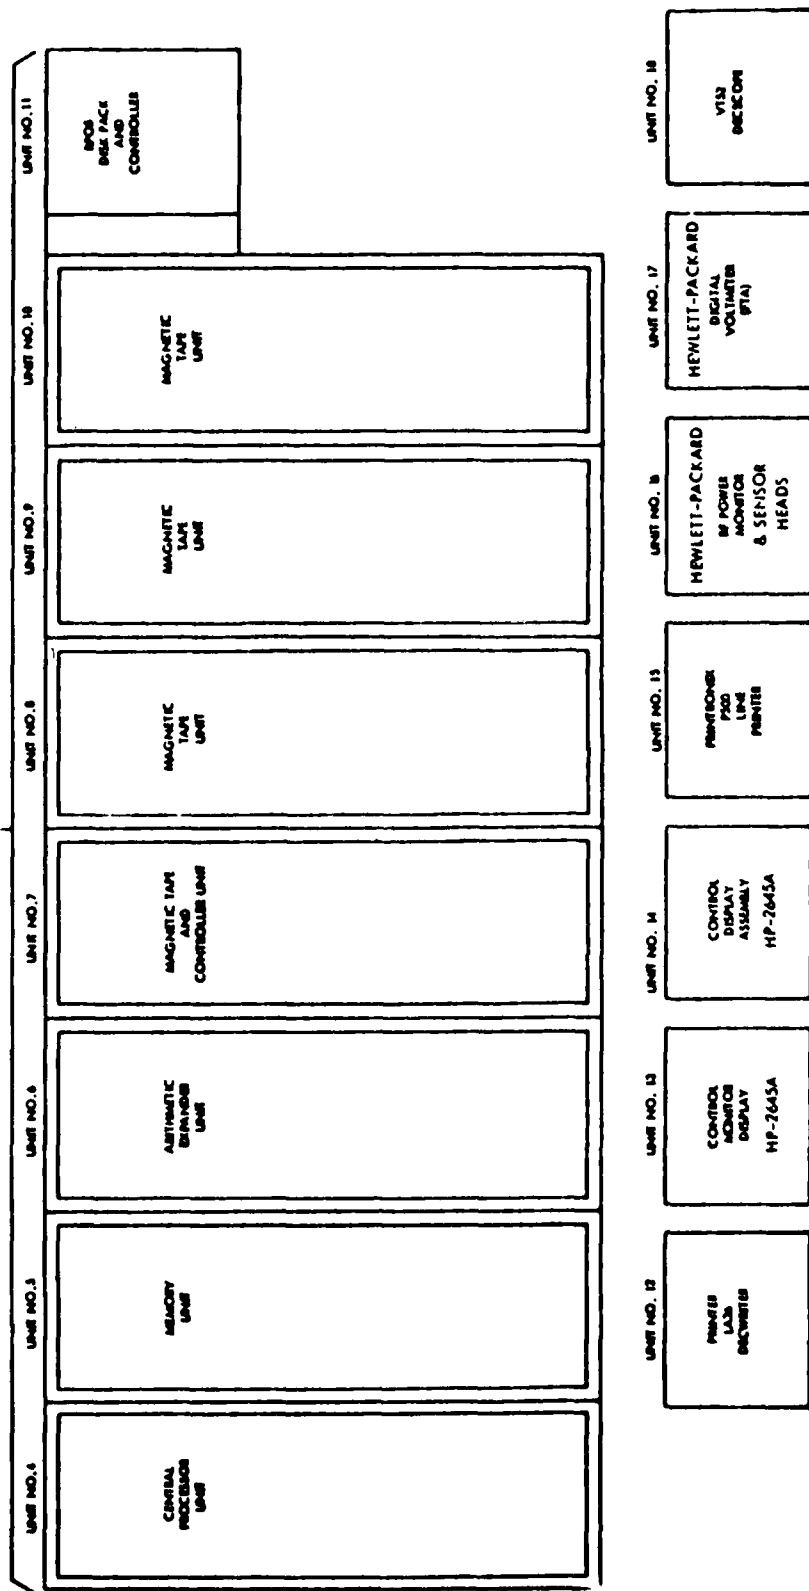 UNIT NO.4
CENTRAL
PROCESSOR
UNIT
UNIT NO.5
MEMORY
UNIT
UNIT NO.6
ARITHMETIC
EXPANDER
UNIT
UNIT NO.7
MAGNETIC TAPE
AND
CONTROLLER UNIT
UNIT NO.8
MAGNETIC
TAPE
UNIT
UNIT NO.9
MAGNETIC
TAPE
UNIT
UNIT NO.10
MAGNETIC
TAPE
UNIT
UNIT NO.11
DISK PACK
AND
CONTROLLER
UNIT NO. 12
PRINTER
LA36
DECWRITER
UNIT NO. 13
CONTROL
MONITOR
DISPLAY
HP-2645A
UNIT NO. 14
CONTROL
DISPLAY
ASSEMBLY
HP-2645A
UNIT NO. 15
PRINTRONIX
P300
LINE
PRINTER
UNIT NO. 16
HEWLETT-PACKARD
RF POWER
MONITOR
& SENSOR
HEADS
UNIT NO. 17
HEWLETT-PACKARD
DIGITAL
VOLTMETER
(PTA)
UNIT NO. 18
VT52
DECSCOPE